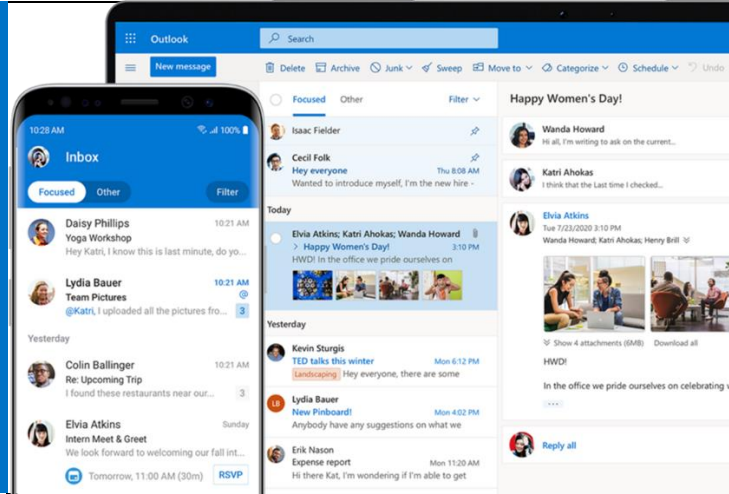 Outlook
Search
New message
Delete
Archive
Junk
Sweep
Move to
Categorize
Schedule
Undo
Focused
Other
Filter
Isaac Fielder
Cecil Folk
Hey everyone
Thu 8:08 AM
Wanted to introduce myself, I'm the new hire -
Today
Elvia Atkins; Katri Ahokas; Wanda Howard
> Happy Women's Day!
3:10 PM
HWD! In the office we pride ourselves on
Yesterday
Kevin Sturgis
TED talks this winter
Mon 6:12 PM
Landscaping Hey everyone, there are some
LB
Lydia Bauer
New Pinboard!
Mon 4:02 PM
Anybody have any suggestions on what we
Erik Nason
Expense report
Mon 11:20 AM
Hi there Kat, I'm wondering if I'm able to get
Happy Women's Day!
Wanda Howard
Hi all, I'm writing to ask on the current...
Katri Ahokas
I think that the Last time I checked...
Elvia Atkins
Tue 7/23/2020 3:10 PM
Wanda Howard; Katri Ahokas; Henry Brill
Show 4 attachments (6MB)
Download all
HWD!
In the office we pride ourselves on celebrating
...
Reply all
10:28 AM
100%
Inbox
Focused
Other
Filter
Daisy Phillips
10:21 AM
Yoga Workshop
Hey Katri, I know this is last minute, do yo...
Lydia Bauer
10:21 AM
Team Pictures
@
@Katri, I uploaded all the pictures fro...
3
Yesterday
Colin Ballinger
10:21 AM
Re: Upcoming Trip
I found these restaurants near our...
3
Elvia Atkins
Sunday
Intern Meet & Greet
We look forward to welcoming our fall int...
Tomorrow, 11:00 AM (30m)
RSVP